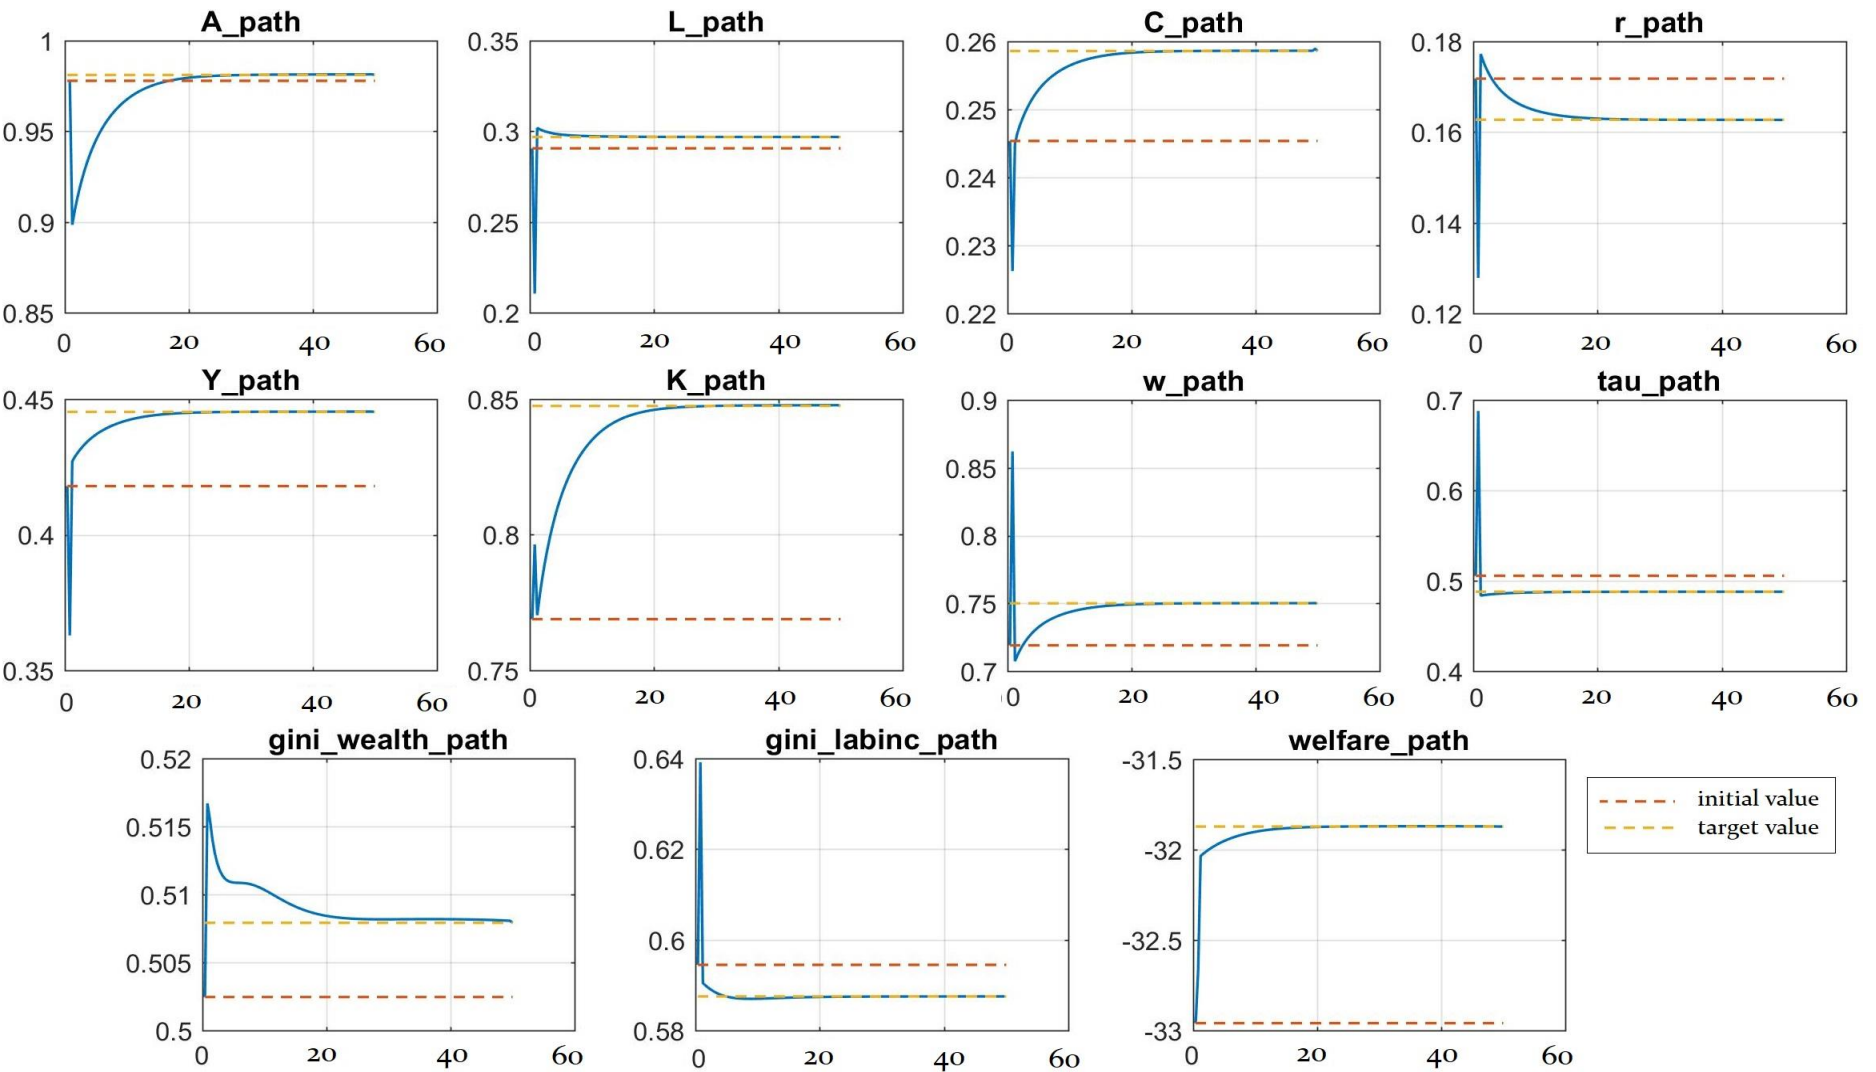 A_path
1
0.95
0.9
0.85
0 20 40 60
L_path
0.35
0.3
0.25
0.2
0 20 40 60
C_path
0.26
0.25
0.24
0.23
0.22
0 20 40 60
r_path
0.18
0.16
0.14
0.12
0 20 40 60
Y_path
0.45
0.4
0.35
0 20 40 60
K_path
0.85
0.8
0.75
0 20 40 60
w_path
0.9
0.85
0.8
0.75
0.7
0 20 40 60
tau_path
0.7
0.6
0.5
0.4
0 20 40 60
gini_wealth_path
0.52
0.515
0.51
0.505
0.5
0 20 40 60
gini_labinc_path
0.64
0.62
0.6
0.58
0 20 40 60
welfare_path
-31.5
-32
-32.5
-33
0 20 40 60
initial value
target value